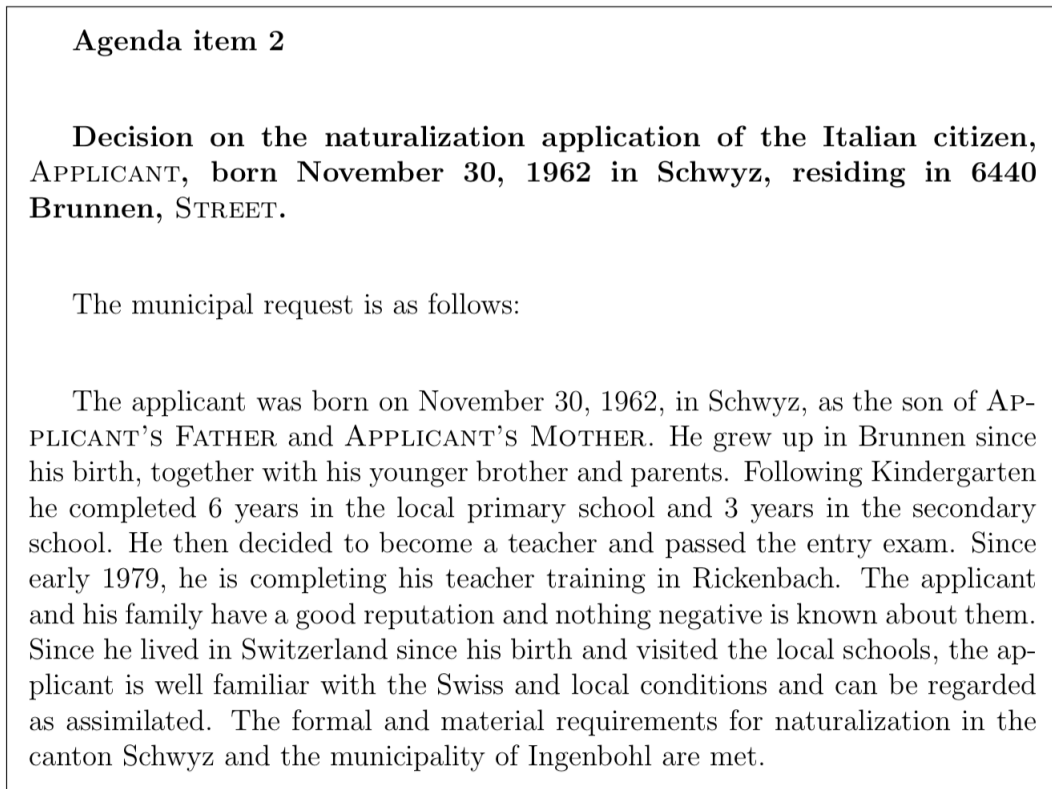 Agenda item 2
Decision on the naturalization application of the Italian citizen,
APPLICANT, born November 30, 1962 in Schwyz, residing in 6440
Brunnen, STREET.
The municipal request is as follows:
The applicant was born on November 30, 1962, in Schwyz, as the son of AP-
PLICANT'S FATHER and APPLICANT'S MOTHER. He grew up in Brunnen since
his birth, together with his younger brother and parents. Following Kindergarten
he completed 6 years in the local primary school and 3 years in the secondary
school. He then decided to become a teacher and passed the entry exam. Since
early 1979, he is completing his teacher training in Rickenbach. The applicant
and his family have a good reputation and nothing negative is known about them.
Since he lived in Switzerland since his birth and visited the local schools, the ap-
plicant is well familiar with the Swiss and local conditions and can be regarded
as assimilated. The formal and material requirements for naturalization in the
canton Schwyz and the municipality of Ingenbohl are met.